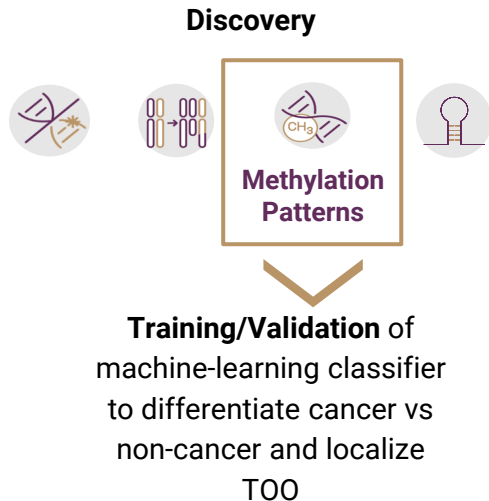 Discovery
CH₃
Methylation
Patterns
Training/Validation of
machine-learning classifier
to differentiate cancer vs
non-cancer and localize
TOO